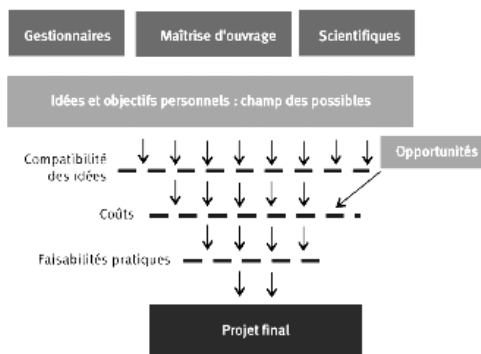 Gestionnaires
Maîtrise d'ouvrage
Scientifiques
Idées et objectifs personnels : champ des possibles
Opportunités
Compatibilité
des idées
Coûts
Faisabilités pratiques
Projet final